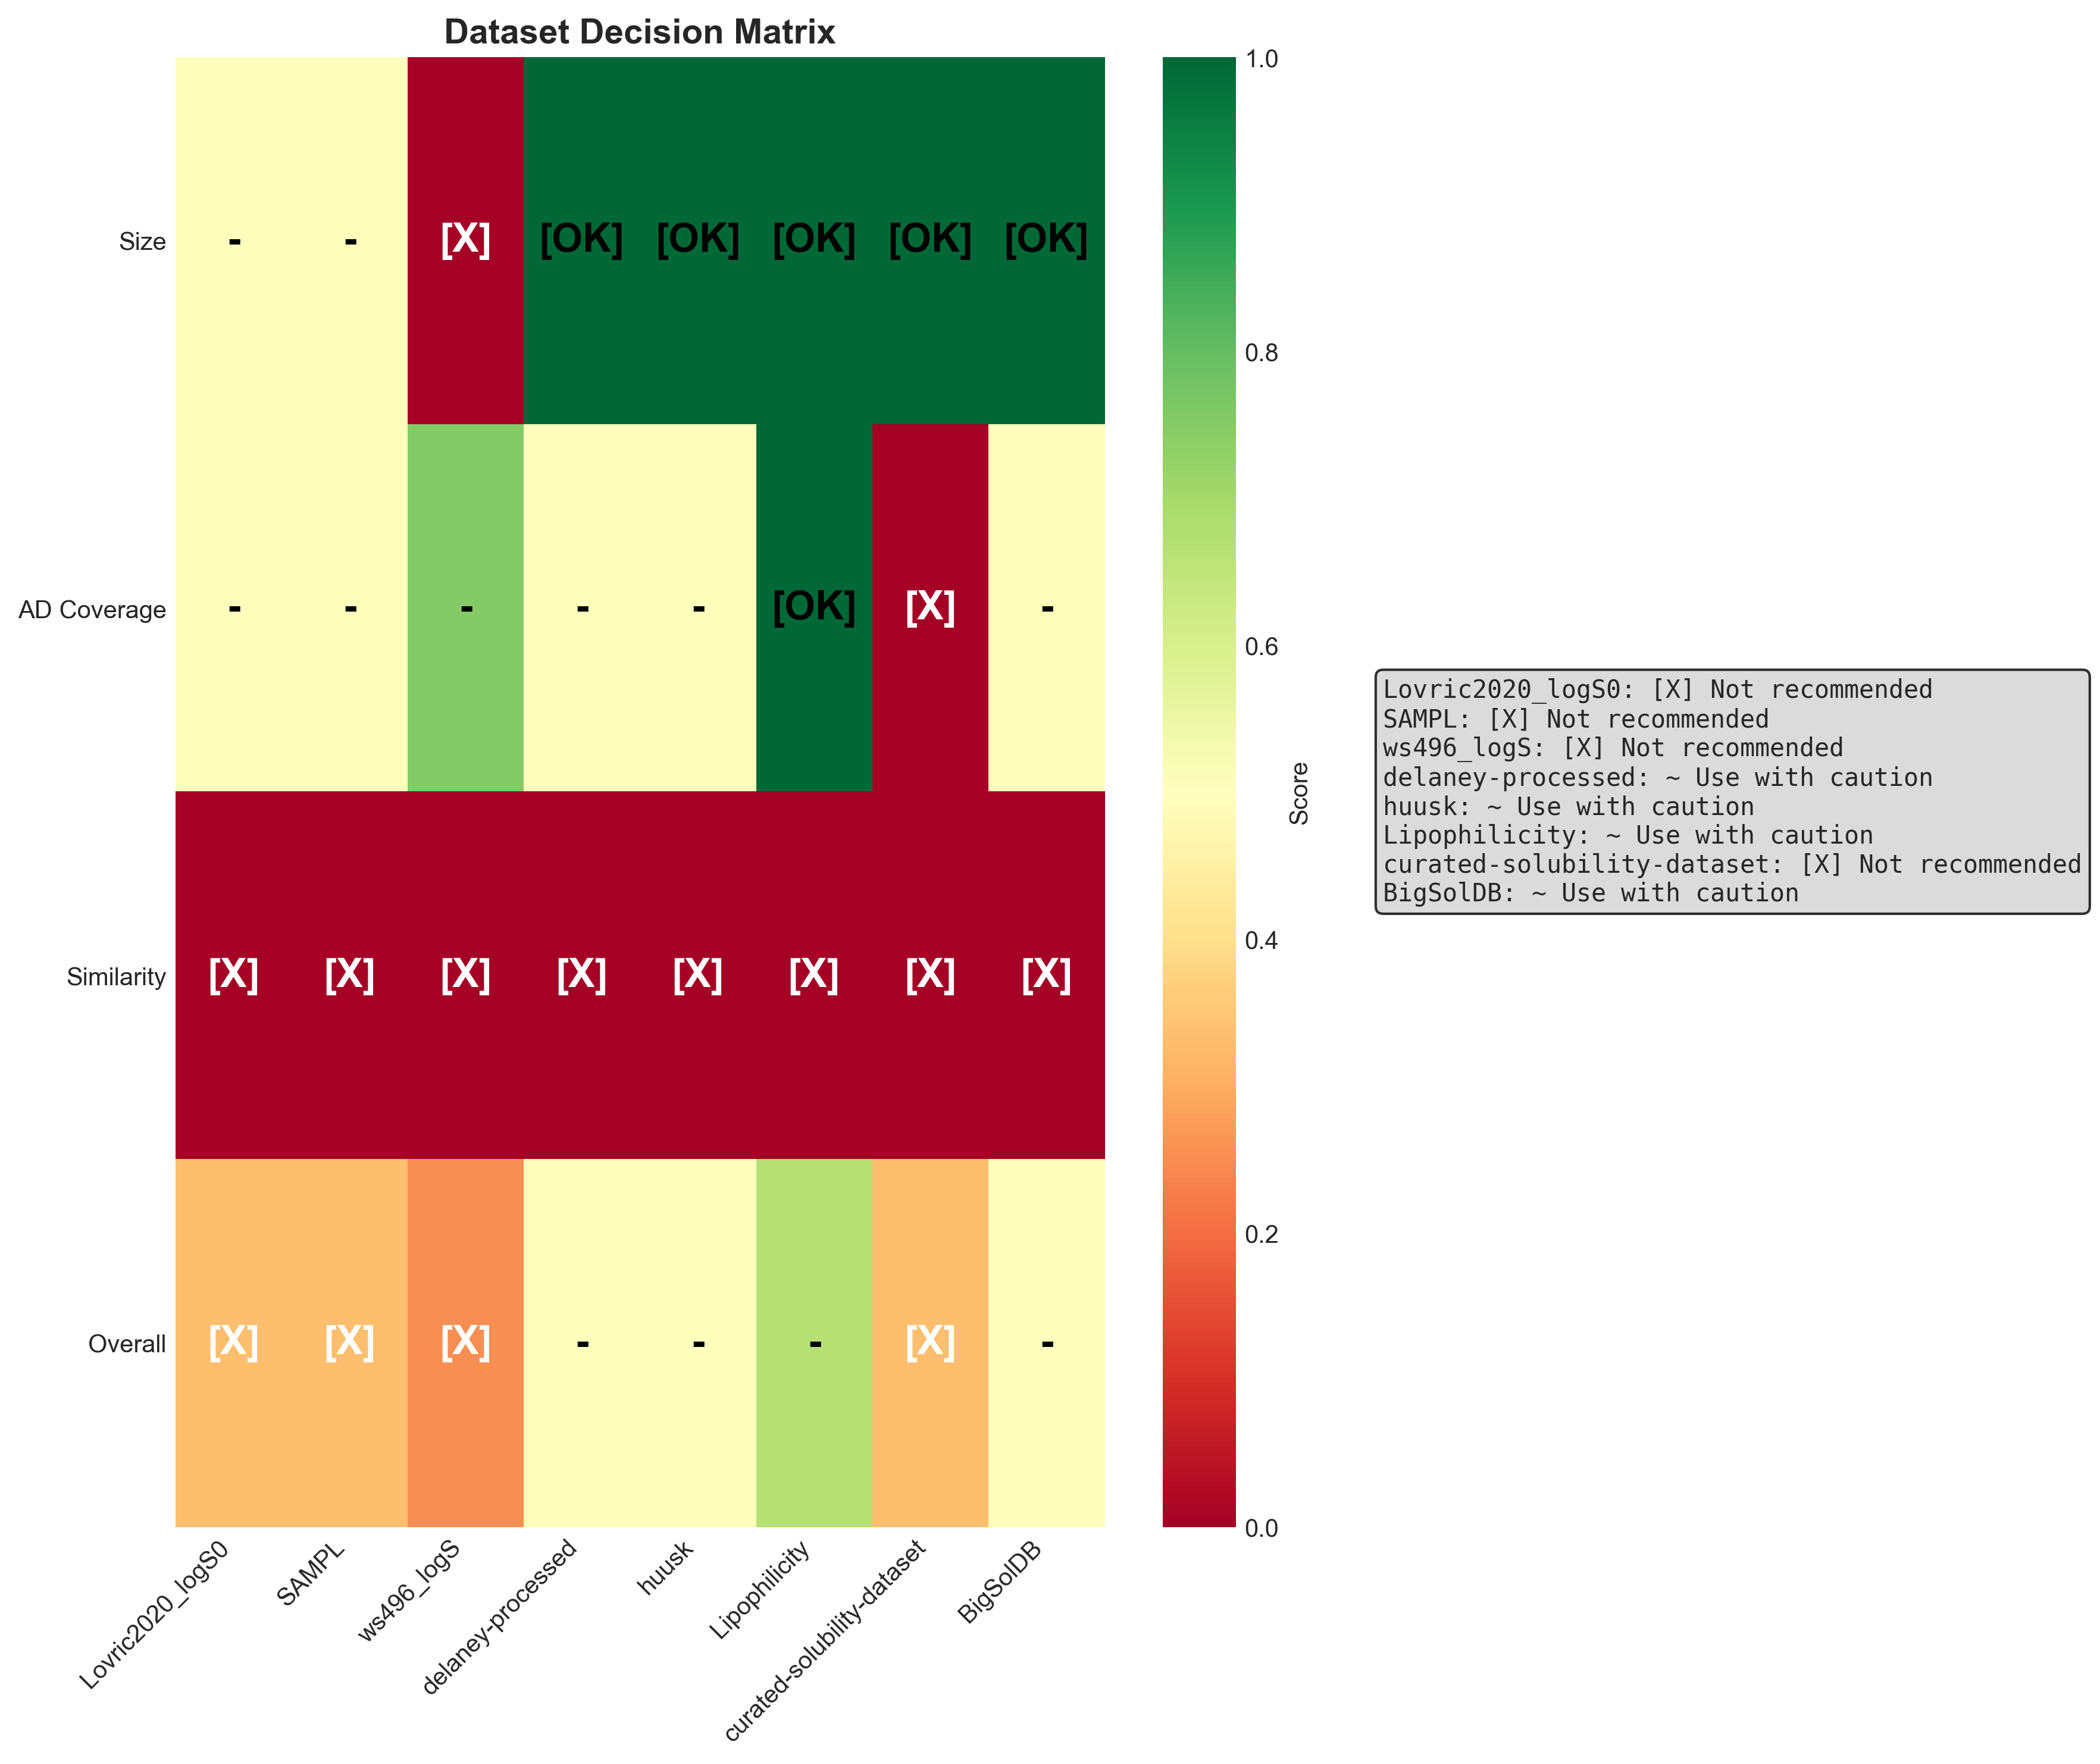 Dataset Decision Matrix
Size
- - [X] [OK] [OK] [OK] [OK] [OK]
AD Coverage
- - - - - [OK] [X] -
Similarity
[X] [X] [X] [X] [X] [X] [X] [X]
Overall
[X] [X] [X] - - - [X] -
Lovric2020_logS0
SAMPL
ws496_logS
delaney-processed
huusk
Lipophilicity
curated-solubility-dataset
BigSolDB
1.0
0.8
0.6
0.4
0.2
0.0
Score
Lovric2020_logS0: [X] Not recommended
SAMPL: [X] Not recommended
ws496_logS: [X] Not recommended
delaney-processed: ~ Use with caution
huusk: ~ Use with caution
Lipophilicity: ~ Use with caution
curated-solubility-dataset: [X] Not recommended
BigSolDB: ~ Use with caution